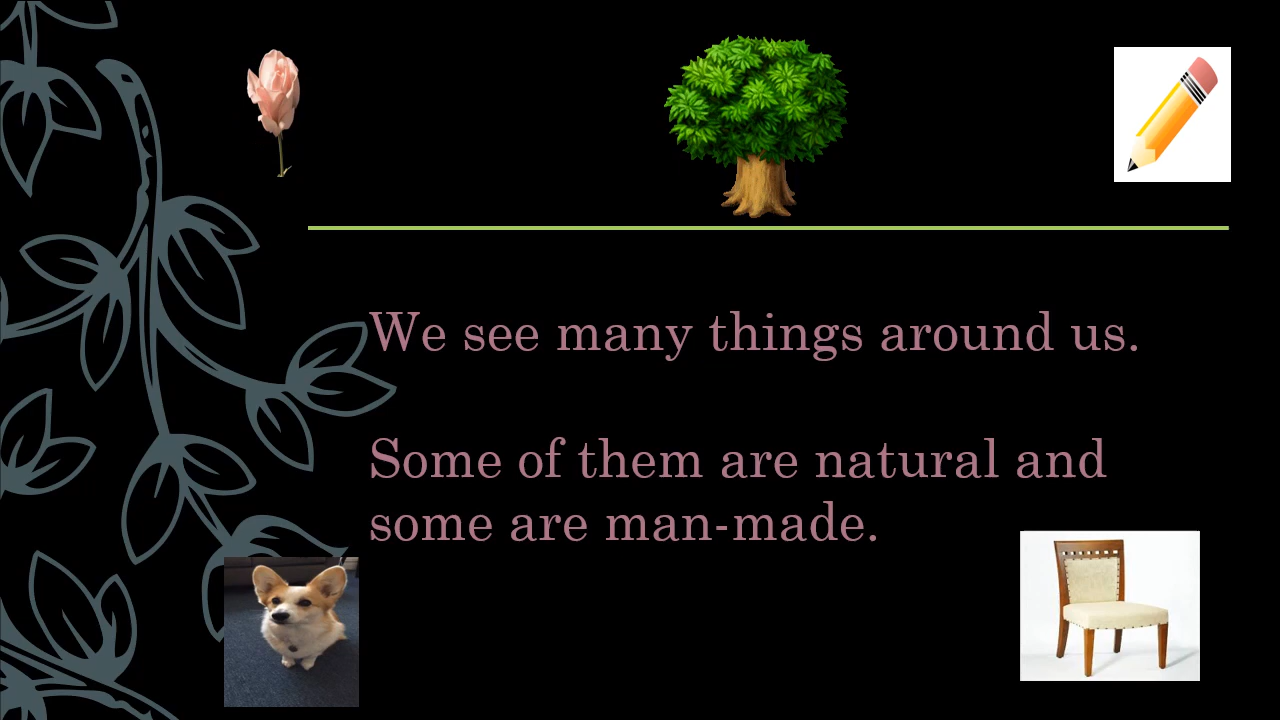 We see many things around us.
Some of them are natural and
some are man-made.